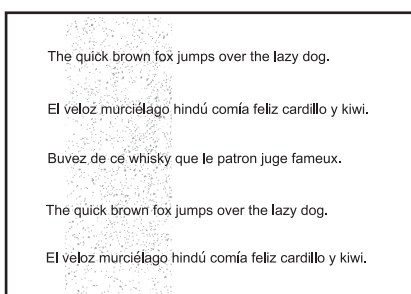 The quick brown fox jumps over the lazy dog.
El veloz murciélago hindú comía feliz cardillo y kiwi.
Buvez de ce whisky que le patron juge fameux.
The quick brown fox jumps over the lazy dog.
El veloz murciélago hindú comía feliz cardillo y kiwi.